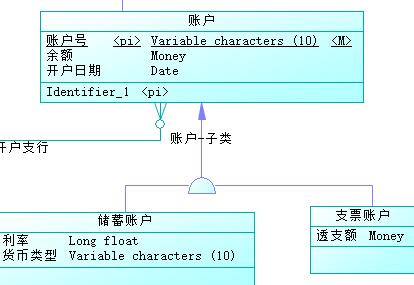 账户
账户号 <pi> Variable characters (10) <M>
余额 Money
开户日期 Date
Identifier_1 <pi>
开户支行
账户-子类
储蓄账户
利率 Long float
货币类型 Variable characters (10)
支票账户
透支额 Money